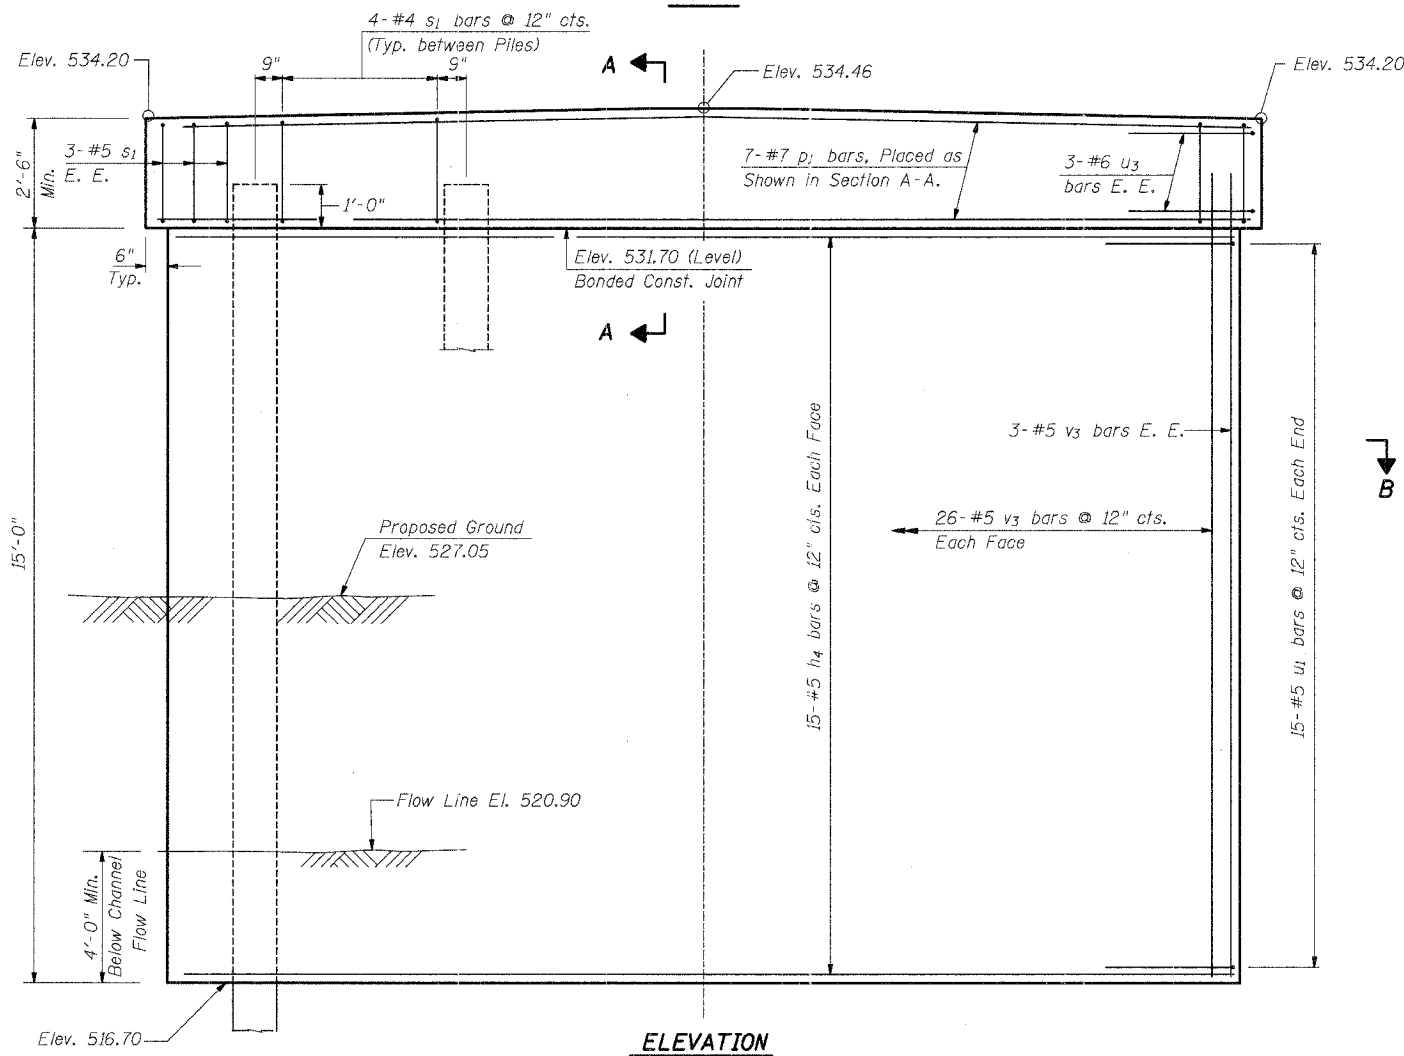 4-#4 s1 bars @ 12" cts.
(Typ. between Piles)
Elev. 534.20
9"
9"
A
Elev. 534.46
Elev. 534.20
2'-6"
Min.
3-#5 s1
E. E.
7-#7 p1 bars, Placed as
Shown in Section A-A.
3-#6 u3
bars E. E.
1'-0"
6"
Typ.
Elev. 531.70 (Level)
Bonded Const. Joint
A
15'-0"
15-#5 h4 bars @ 12" cts. Each Face
3-#5 v3 bars E. E.
15-#5 u1 bars @ 12" cts. Each End
B
26-#5 v3 bars @ 12" cts.
Each Face
Proposed Ground
Elev. 527.05
Flow Line El. 520.90
4'-0" Min.
Below Channel
Flow Line
Elev. 516.70
ELEVATION